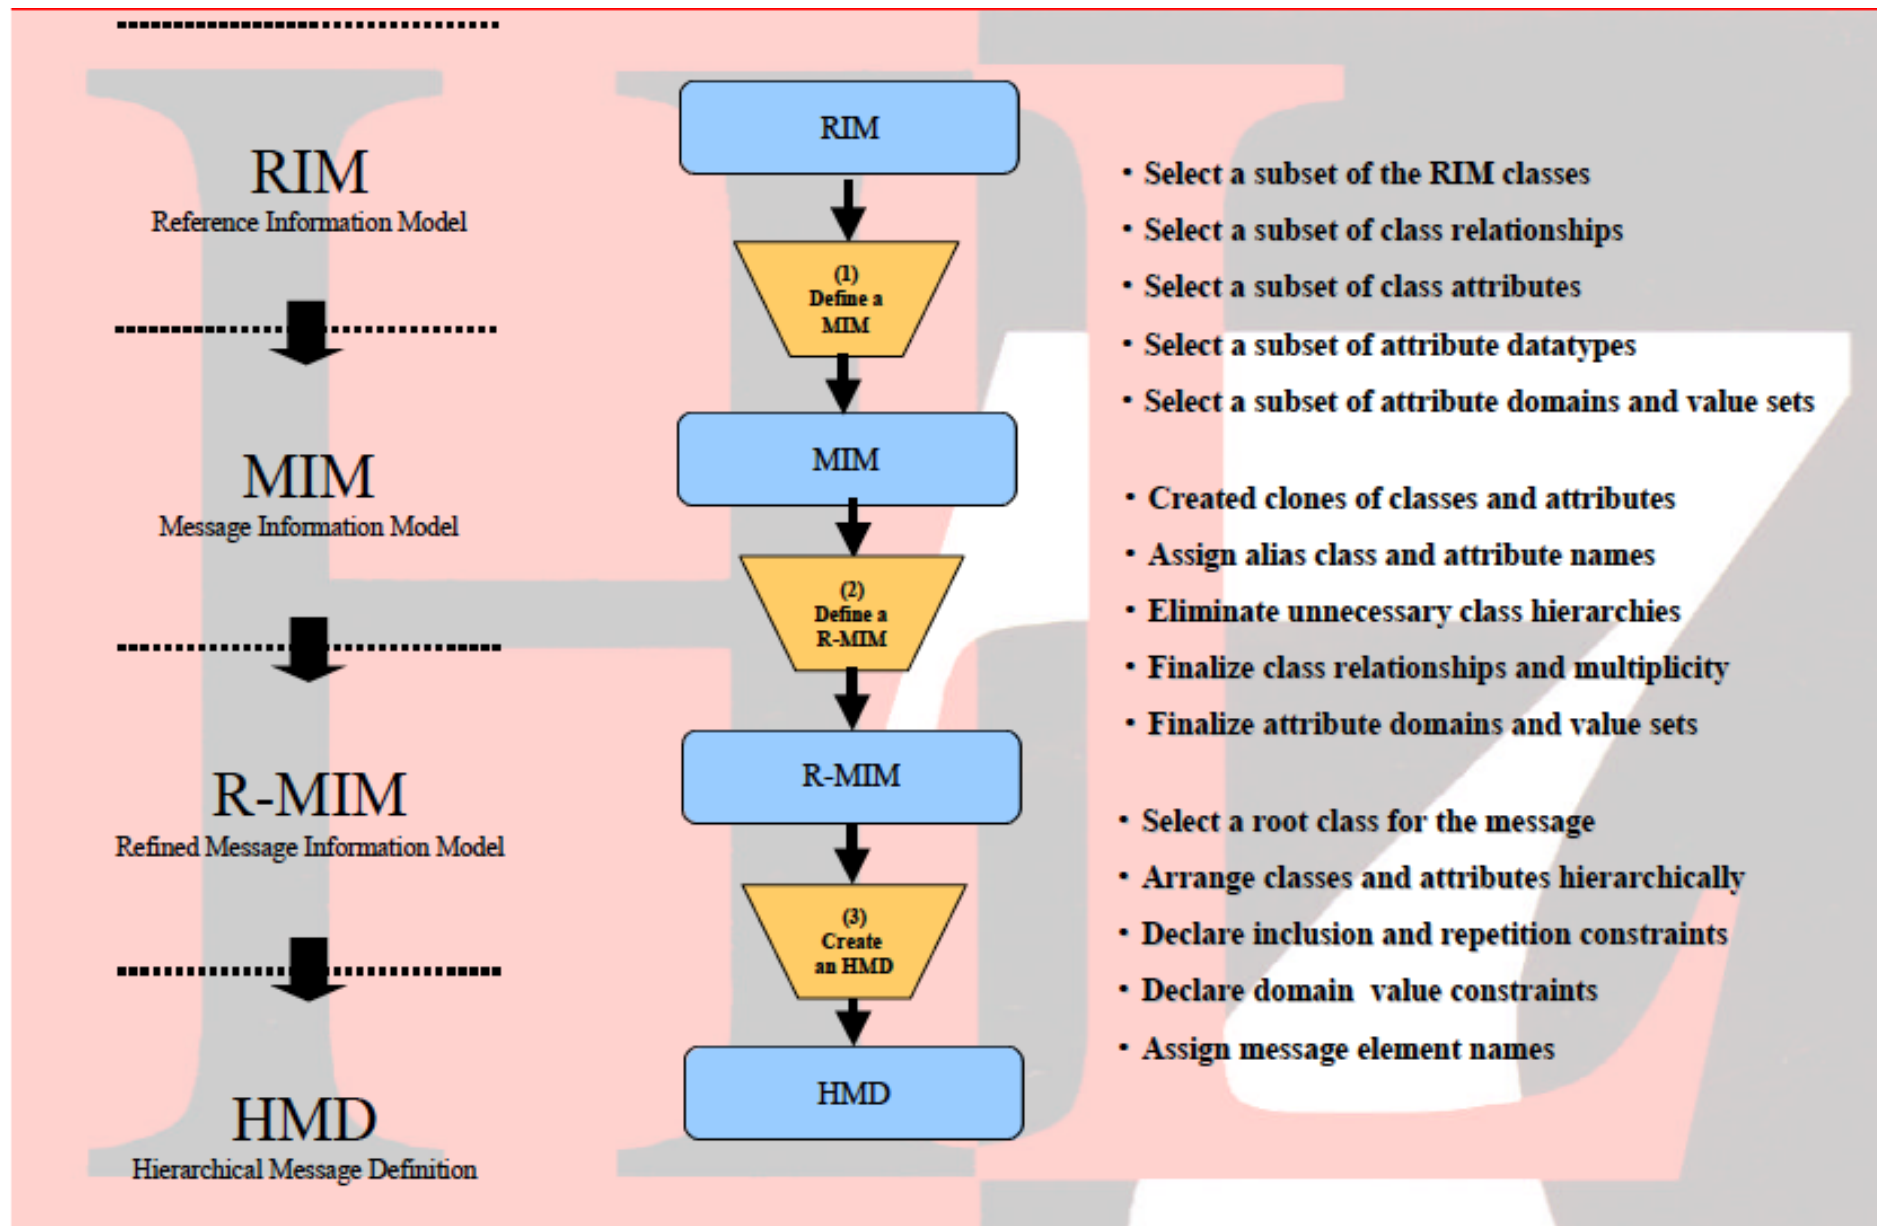 RIM
Reference Information Model
MIM
Message Information Model
R-MIM
Refined Message Information Model
HMD
Hierarchical Message Definition
RIM
(1)
Define a
MIM
MIM
(2)
Define a
R-MIM
R-MIM
(3)
Create
an HMD
HMD
• Select a subset of the RIM classes
• Select a subset of class relationships
• Select a subset of class attributes
• Select a subset of attribute datatypes
• Select a subset of attribute domains and value sets
• Created clones of classes and attributes
• Assign alias class and attribute names
• Eliminate unnecessary class hierarchies
• Finalize class relationships and multiplicity
• Finalize attribute domains and value sets
• Select a root class for the message
• Arrange classes and attributes hierarchically
• Declare inclusion and repetition constraints
• Declare domain value constraints
• Assign message element names